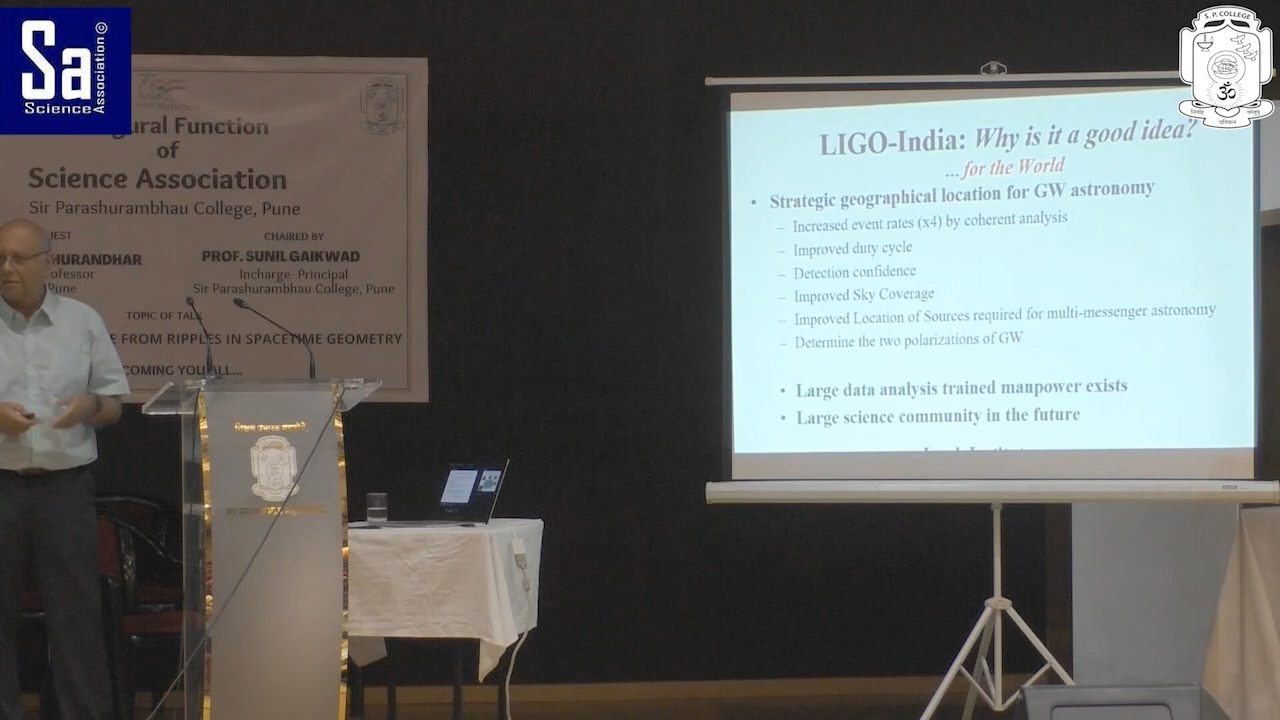 Sa
Science
Association©
S. P. COLLEGE
gural Function
of
Science Association
Sir Parashurambhau College, Pune
EST
HURANDHAR
ofessor
Pune
CHAIRED BY
PROF. SUNIL GAIKWAD
Incharge- Principal
Sir Parashurambhau College, Pune
TOPIC OF TALK
E FROM RIPPLES IN SPACETIME GEOMETRY
COMING YOU ALL...
LIGO-India: Why is it a good idea?
...for the World
• Strategic geographical location for GW astronomy
– Increased event rates (x4) by coherent analysis
– Improved duty cycle
– Detection confidence
– Improved Sky Coverage
– Improved Location of Sources required for multi-messenger astronomy
– Determine the two polarizations of GW
• Large data analysis trained manpower exists
• Large science community in the future